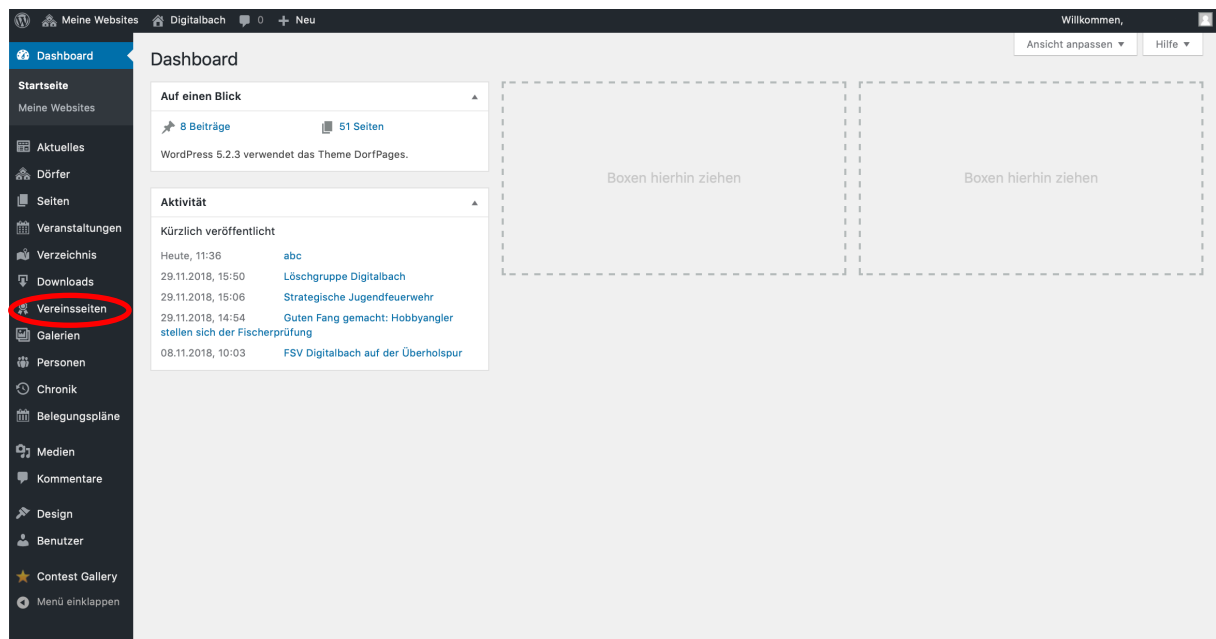 Meine Websites Digitalbach 0 Neu Willkommen,
Ansicht anpassen ▼ Hilfe ▼
Dashboard
Startseite
Meine Websites
Aktuelles
Dörfer
Seiten
Veranstaltungen
Verzeichnis
Downloads
Vereinsseiten
Galerien
Personen
Chronik
Belegungspläne
Medien
Kommentare
Design
Benutzer
Contest Gallery
Menü einklappen
Dashboard
Auf einen Blick
8 Beiträge 51 Seiten
WordPress 5.2.3 verwendet das Theme DorfPages.
Aktivität
Kürzlich veröffentlicht
Heute, 11:36 abc
29.11.2018, 15:50 Löschgruppe Digitalbach
29.11.2018, 15:06 Strategische Jugendfeuerwehr
29.11.2018, 14:54 Guten Fang gemacht: Hobbyangler
stellen sich der Fischerprüfung
08.11.2018, 10:03 FSV Digitalbach auf der Überholspur
Boxen hierhin ziehen
Boxen hierhin ziehen